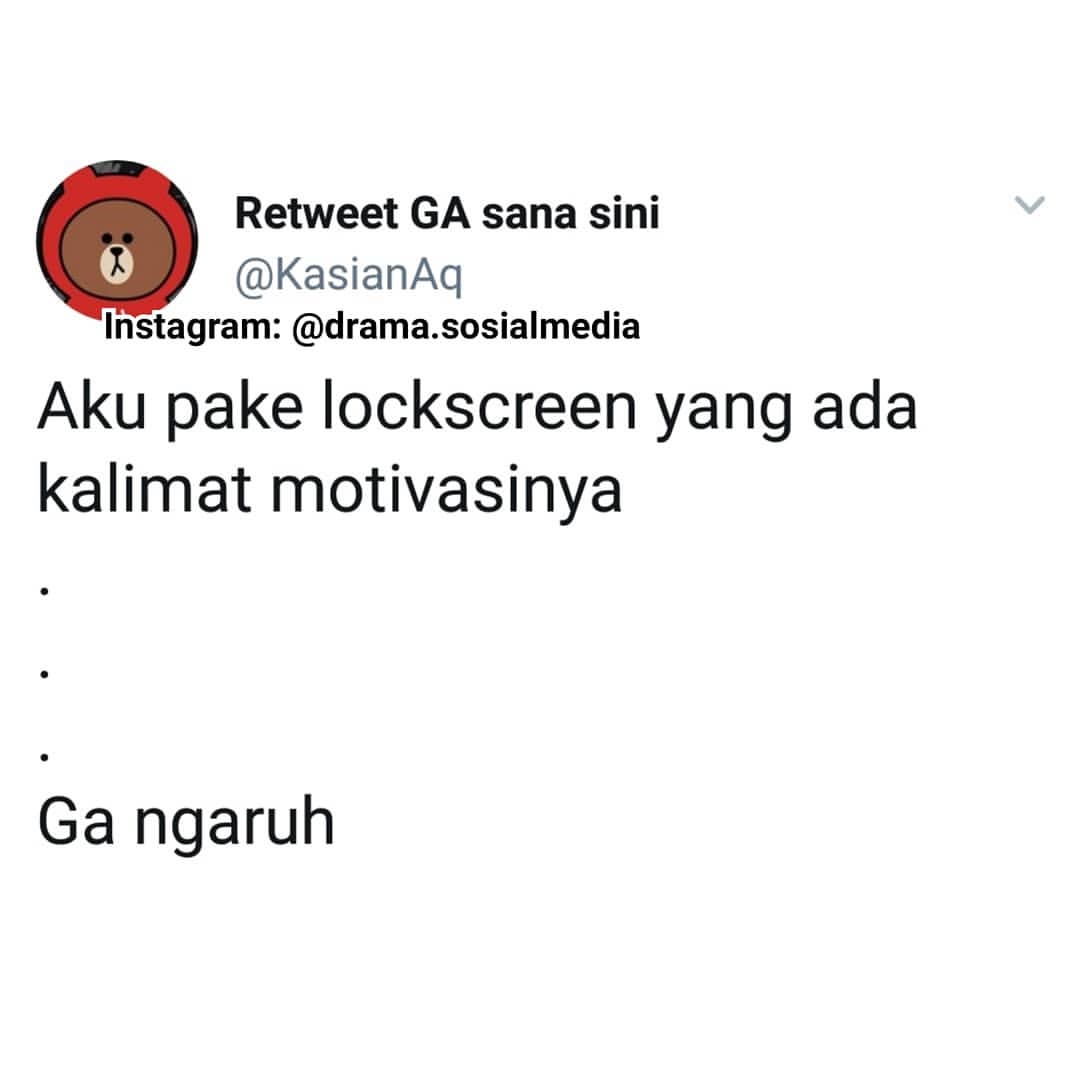 Retweet GA sana sini
@KasianAq
Instagram: @drama.sosialmedia
Aku pake lockscreen yang ada
kalimat motivasinya
.
.
.
Ga ngaruh